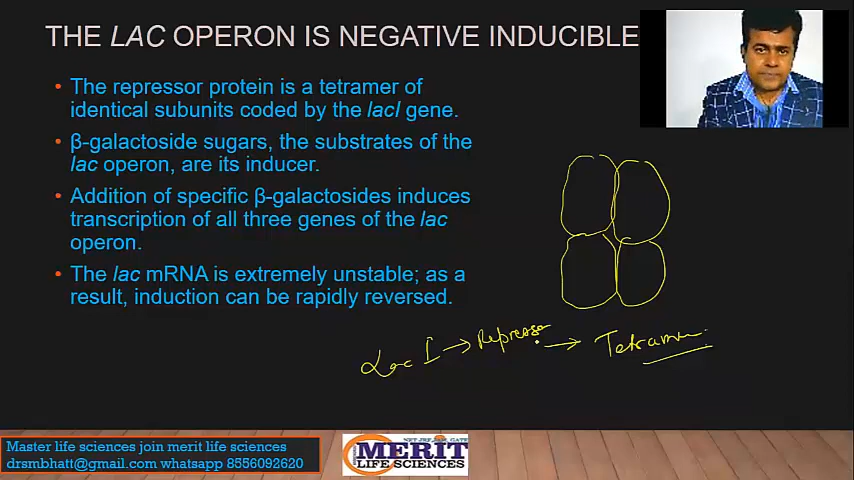 THE LAC OPERON IS NEGATIVE INDUCIBLE
• The repressor protein is a tetramer of
identical subunits coded by the lacI gene.
• β-galactoside sugars, the substrates of the
lac operon, are its inducer.
• Addition of specific β-galactosides induces
transcription of all three genes of the lac
operon.
• The lac mRNA is extremely unstable; as a
result, induction can be rapidly reversed.
Lac I → Repressor → Tetramer
Master life sciences join merit life sciences
drsmbhatt@gmail.com whatsapp 8556092620
MERIT
LIFE SCIENCES